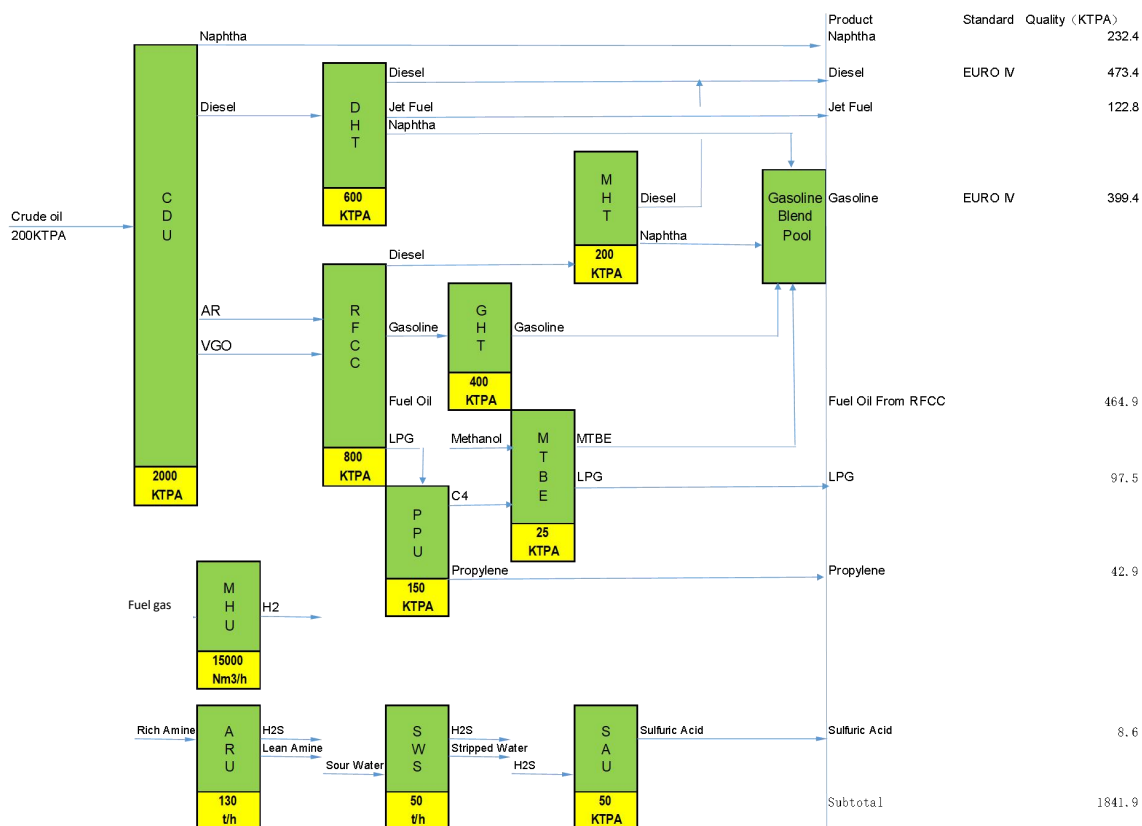 Product Standard Quality（KTPA）
Naphtha Naphtha 232.4
Diesel Diesel EURO Ⅳ 473.4
Diesel Jet Fuel Jet Fuel 122.8
Naphtha
D
H
T
600
KTPA
C
D
U
2000
KTPA
Crude oil
200KTPA
M
H
T
200
KTPA
Diesel
Naphtha
Gasoline
Blend
Pool
Gasoline EURO Ⅳ 399.4
Diesel
AR
VGO
R
F
C
C
800
KTPA
Gasoline
G
H
T
400
KTPA
Gasoline
Fuel Oil
Fuel Oil From RFCC 464.9
LPG
Methanol
M
T
B
E
25
KTPA
MTBE
LPG
LPG 97.5
C4
P
P
U
150
KTPA
Propylene
Propylene 42.9
Fuel gas
M
H
U
15000
Nm3/h
H2
Rich Amine
A
R
U
130
t/h
H2S
Lean Amine
Sour Water
S
W
S
50
t/h
H2S
Stripped Water
H2S
S
A
U
50
KTPA
Sulfuric Acid
Sulfuric Acid 8.6
Subtotal 1841.9